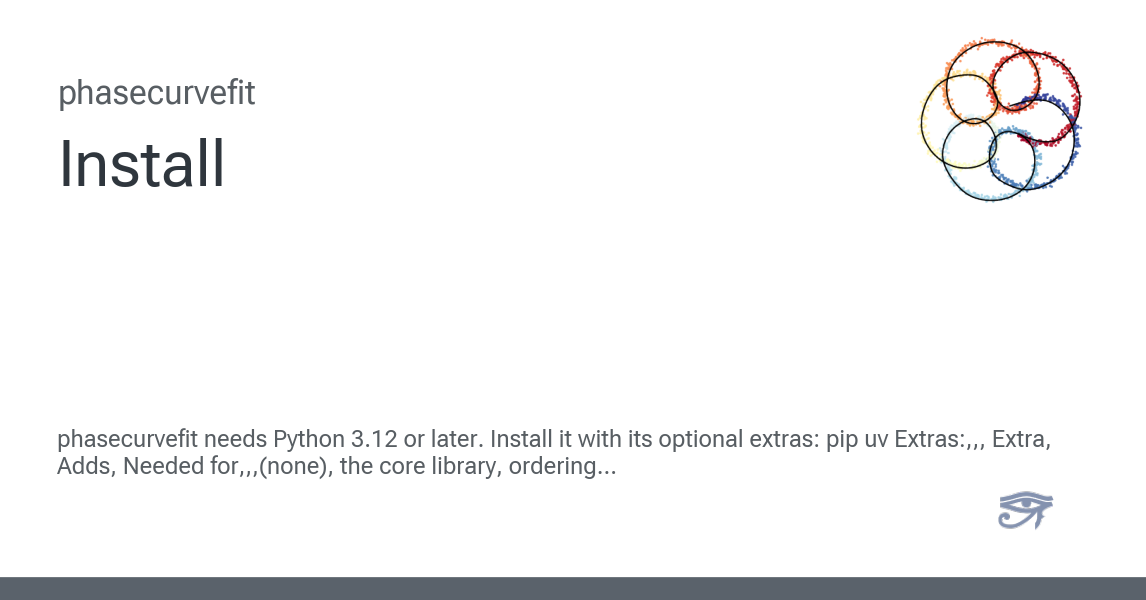 phasecurvefit
Install
phasecurvefit needs Python 3.12 or later. Install it with its optional extras: pip uv Extras:,,, Extra,
Adds, Needed for,,,(none), the core library, ordering...